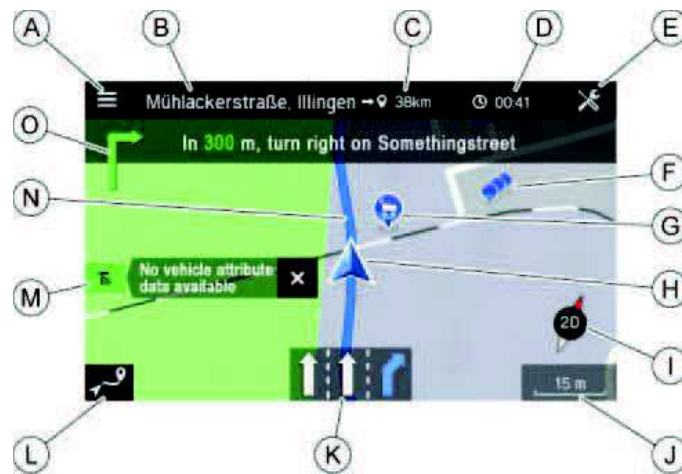 A B C D E
Mühlackerstraße, Illingen 38km 00:41
O
In 300 m, turn right on Somethingstreet
F
N
G
No vehicle attribute
data available
M
H
2D
I
15 m
L K J